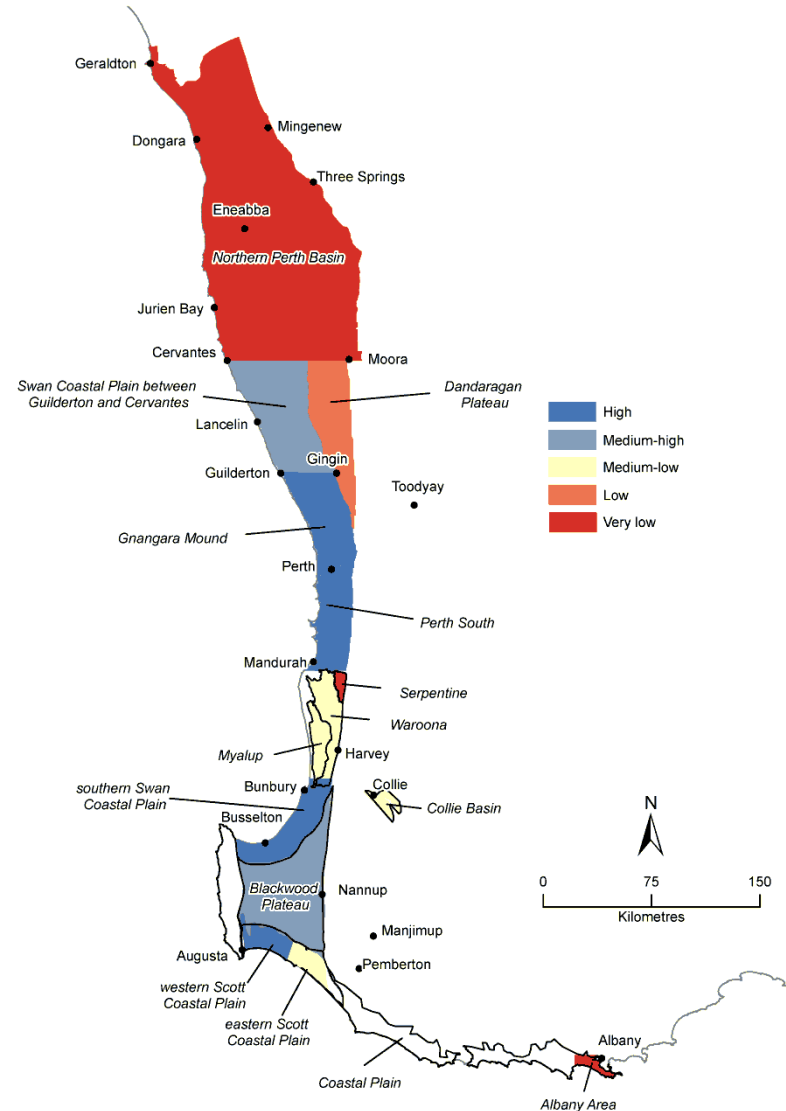 Geraldton
Mingenew
Dongara
Three Springs
Eneabba
Northern Perth Basin
Jurien Bay
Cervantes
Moora
Swan Coastal Plain between
Guilderton and Cervantes
Dandaragan
Plateau
Lancelin
Guilderton
Gingin
Toodyay
High
Medium-high
Medium-low
Low
Very low
Gnangara Mound
Perth
Perth South
Mandurah
Serpentine
Waroona
Myalup
Harvey
southern Swan
Coastal Plain
Bunbury
Collie
Collie Basin
Busselton
N
0 75 150
Kilometres
Blackwood
Plateau
Nannup
Manjimup
Augusta
Pemberton
western Scott
Coastal Plain
eastern Scott
Coastal Plain
Coastal Plain
Albany
Albany Area